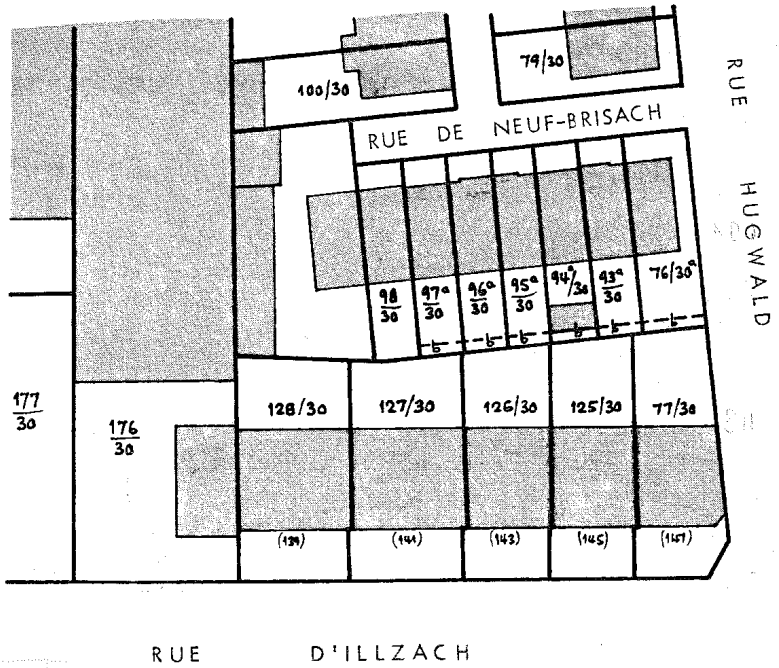 79/30
100/30
RUE
RUE DE NEUF-BRISACH
HUGWALD
98/30
97a/30
96a/30
95a/30
94a/30
93a/30
76/30a
b
b
b
b
b
b
177/30
176/30
128/30
127/30
126/30
125/30
77/30
(139)
(141)
(143)
(145)
(147)
RUE D'ILLZACH